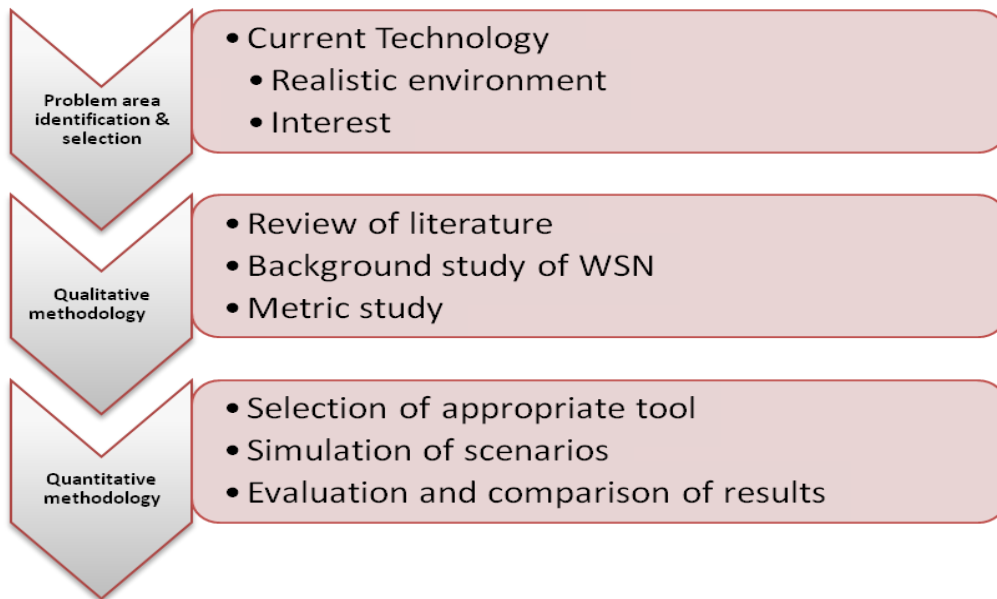 Problem area
identification &
selection
• Current Technology
• Realistic environment
• Interest
Qualitative
methodology
• Review of literature
• Background study of WSN
• Metric study
Quantitative
methodology
• Selection of appropriate tool
• Simulation of scenarios
• Evaluation and comparison of results